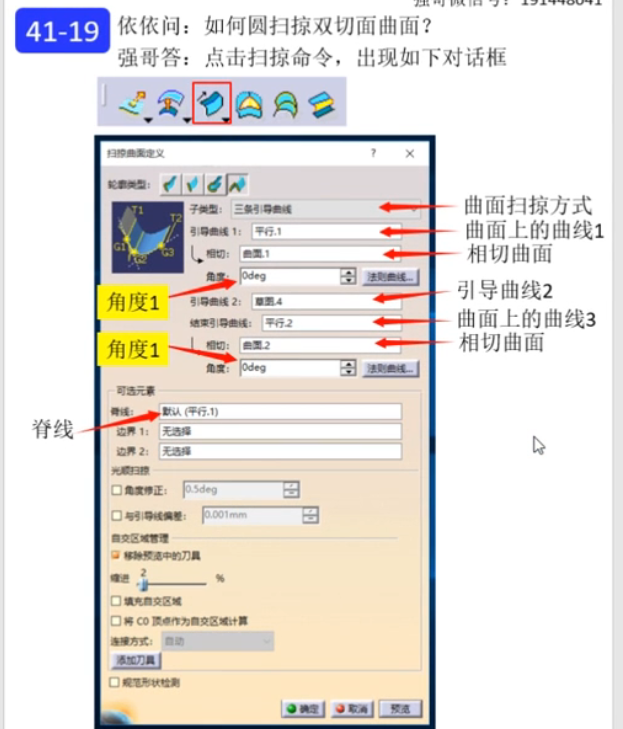 强哥微信号：191448641
41-19
依依问：如何圆扫掠双切面曲面？
强哥答：点击扫掠命令，出现如下对话框
扫掠曲面定义
? ×
轮廓类型：
T1
T2
G1
G2
G3
子类型：三条引导曲线
曲面扫掠方式
引导曲线 1：平行.1
曲面上的曲线1
相切：曲面.1
相切曲面
角度：0deg
法则曲线...
角度1
引导曲线 2：草图.4
引导曲线2
结束引导曲线：平行.2
曲面上的曲线3
角度1
相切：曲面.2
相切曲面
角度：0deg
法则曲线...
可选元素
脊线：默认 (平行.1)
脊线
边界 1：无选择
边界 2：无选择
光顺扫掠
角度修正：0.5deg
与引导线偏差：0.001mm
自交区域管理
移除预览中的刀具
缩进 2 %
填充自交区域
将 C0 顶点作为自交区域计算
连接方式：自动
添加刀具
规范形状检测
确定 取消 预览